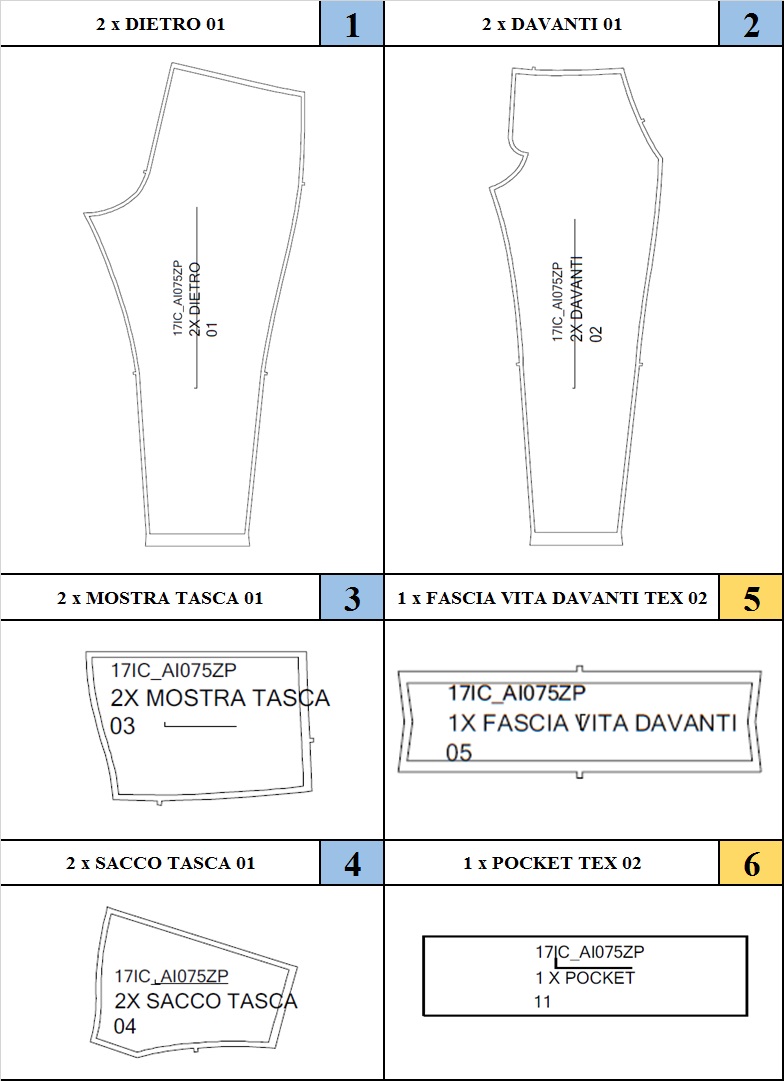 2 x DIETRO 01
1
2 x DAVANTI 01
2
17IC_AI075ZP
2X DIETRO
01
17IC_AI075ZP
2X DAVANTI
02
2 x MOSTRA TASCA 01
3
1 x FASCIA VITA DAVANTI TEX 02
5
17IC_AI075ZP
2X MOSTRA TASCA
03
17IC_AI075ZP
1X FASCIA VITA DAVANTI
05
2 x SACCO TASCA 01
4
1 x POCKET TEX 02
6
17IC_AI075ZP
2X SACCO TASCA
04
17IC_AI075ZP
1 X POCKET
11